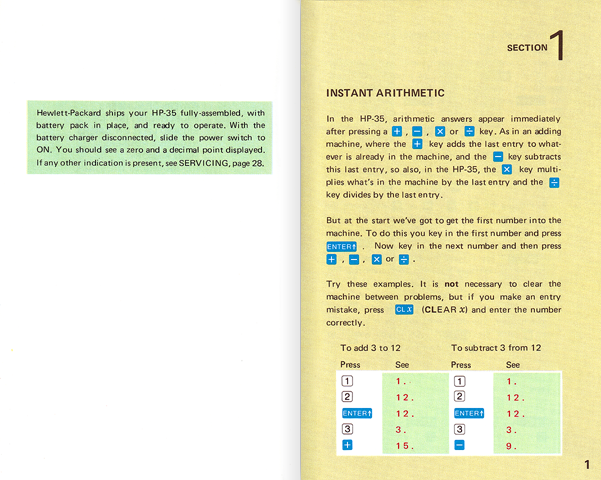 Hewlett-Packard ships your HP-35 fully-assembled, with
battery pack in place, and ready to operate. With the
battery charger disconnected, slide the power switch to
ON. You should see a zero and a decimal point displayed.
If any other indication is present, see SERVICING, page 28.
SECTION 1
INSTANT ARITHMETIC
In the HP-35, arithmetic answers appear immediately
after pressing a + , − , × or ÷ key. As in an adding
machine, where the + key adds the last entry to what-
ever is already in the machine, and the − key subtracts
this last entry, so also, in the HP-35, the × key multi-
plies what's in the machine by the last entry and the ÷
key divides by the last entry.
But at the start we've got to get the first number into the
machine. To do this you key in the first number and press
ENTER↑ . Now key in the next number and then press
+ , − , × or ÷ .
Try these examples. It is not necessary to clear the
machine between problems, but if you make an entry
mistake, press CLx (CLEAR x) and enter the number
correctly.
To add 3 to 12 To subtract 3 from 12
Press See Press See
1 1. 1 1.
2 12. 2 12.
ENTER↑ 12. ENTER↑ 12.
3 3. 3 3.
+ 15. − 9.
1